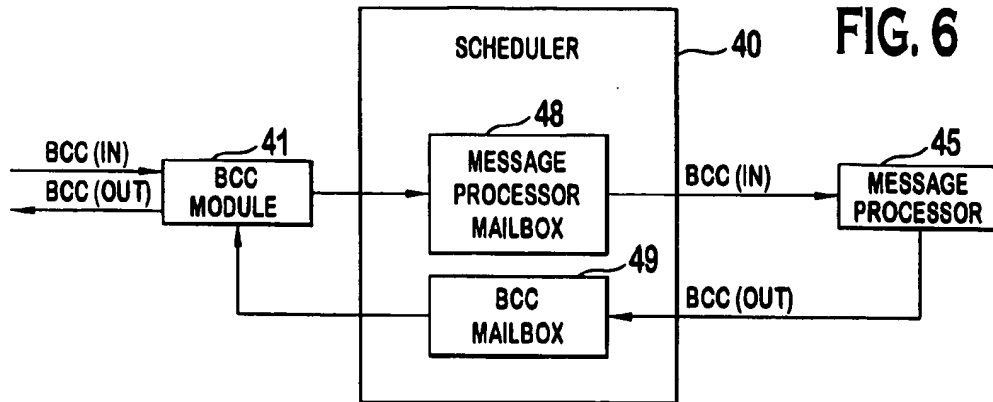 FIG. 6
SCHEDULER
40
BCC (IN)
BCC (OUT)
41
BCC
MODULE
48
MESSAGE
PROCESSOR
MAILBOX
BCC (IN)
45
MESSAGE
PROCESSOR
49
BCC
MAILBOX
BCC (OUT)